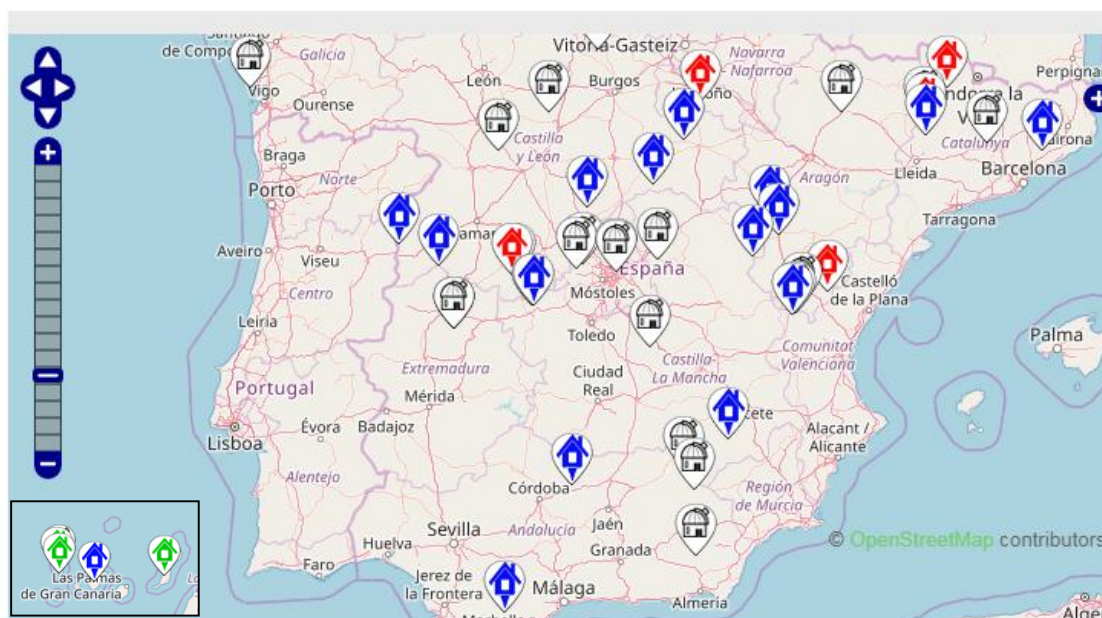 Santiago
de Compo
Galicia
Vitoria-Gasteiz
Navarra
- Nafarroa
Perpignan
León
Burgos
Vigo
Ourense
Castilla
y León
Catalunya
Braga
Barcelona
Lleida
Aragón
Porto
Norte
Tarragona
Aveiro
Viseu
España
Móstoles
Castelló
de la Plana
Centro
Leiria
Toledo
Palma
Comunitat
Valenciana
Extremadura
Ciudad
Real
Castilla-
La Mancha
Portugal
Mérida
Lisboa
Évora
Badajoz
Alacant /
Alicante
Alentejo
Córdoba
Región
de Murcia
Sevilla
Andalucía
Jaén
Huelva
Granada
© OpenStreetMap contributors
Faro
Las Palmas
de Gran Canaria
Jerez de
la Frontera
Málaga
Almería